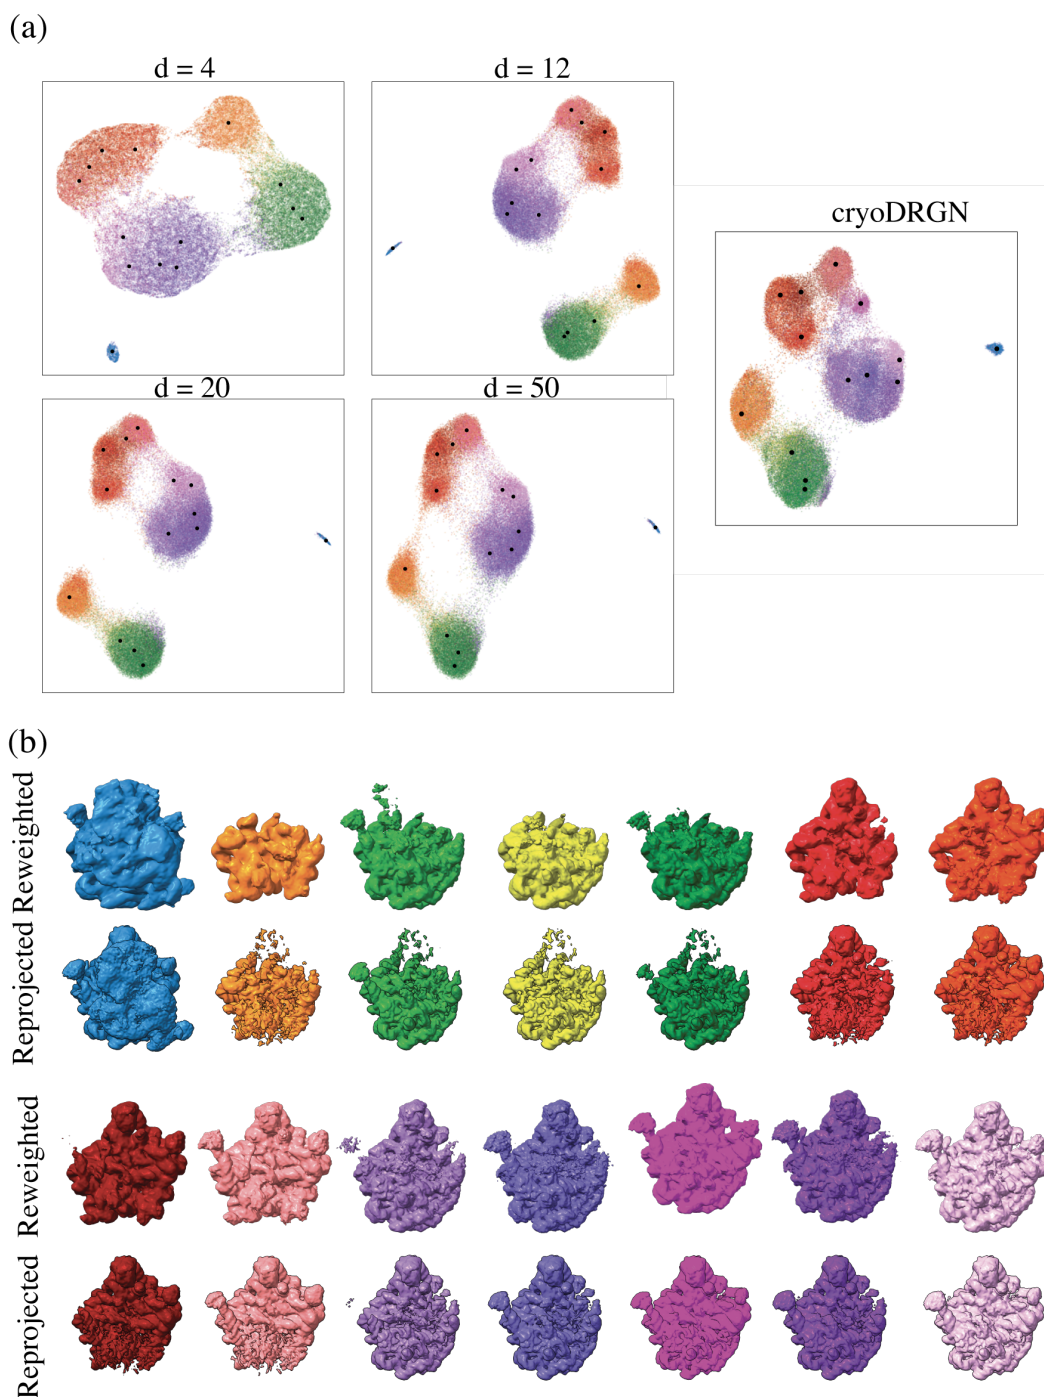 (a)
d = 4
d = 12
cryoDRGN
d = 20
d = 50
(b)
Reweighted
Reprojected
Reweighted
Reprojected